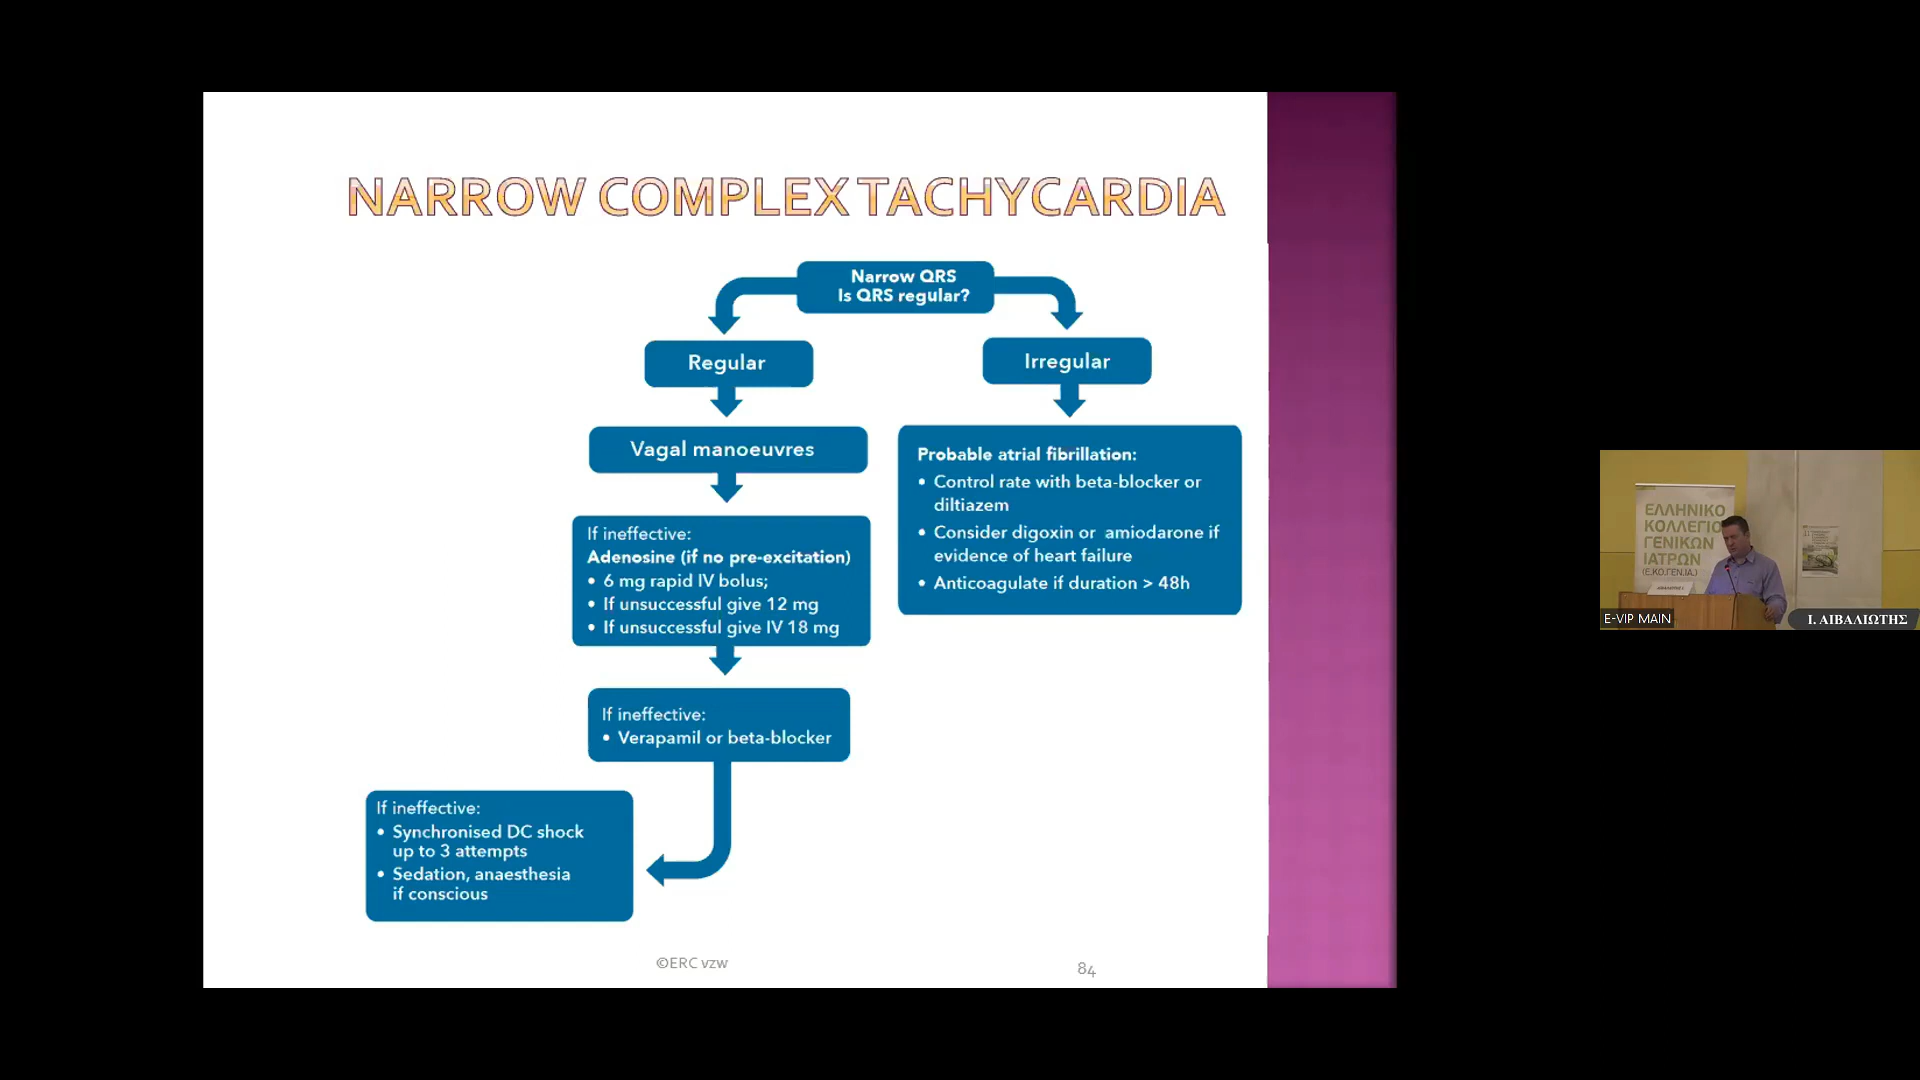 NARROW COMPLEX TACHYCARDIA
Narrow QRS
Is QRS regular?
Regular
Irregular
Vagal manoeuvres
If ineffective:
Adenosine (if no pre-excitation)
• 6 mg rapid IV bolus;
• If unsuccessful give 12 mg
• If unsuccessful give IV 18 mg
Probable atrial fibrillation:
• Control rate with beta-blocker or
diltiazem
• Consider digoxin or amiodarone if
evidence of heart failure
• Anticoagulate if duration > 48h
If ineffective:
• Verapamil or beta-blocker
If ineffective:
• Synchronised DC shock
up to 3 attempts
• Sedation, anaesthesia
if conscious
©ERC vzw
84
ΕΛΛΗΝΙΚΟ
ΚΟΛΛΕΓΙΟ
ΓΕΝΙΚΩΝ
ΙΑΤΡΩΝ
(Ε.ΚΟ.ΓΕΝ.ΙΑ.)
E-VIP MAIN
Ι. ΑΙΒΑΛΙΩΤΗΣ